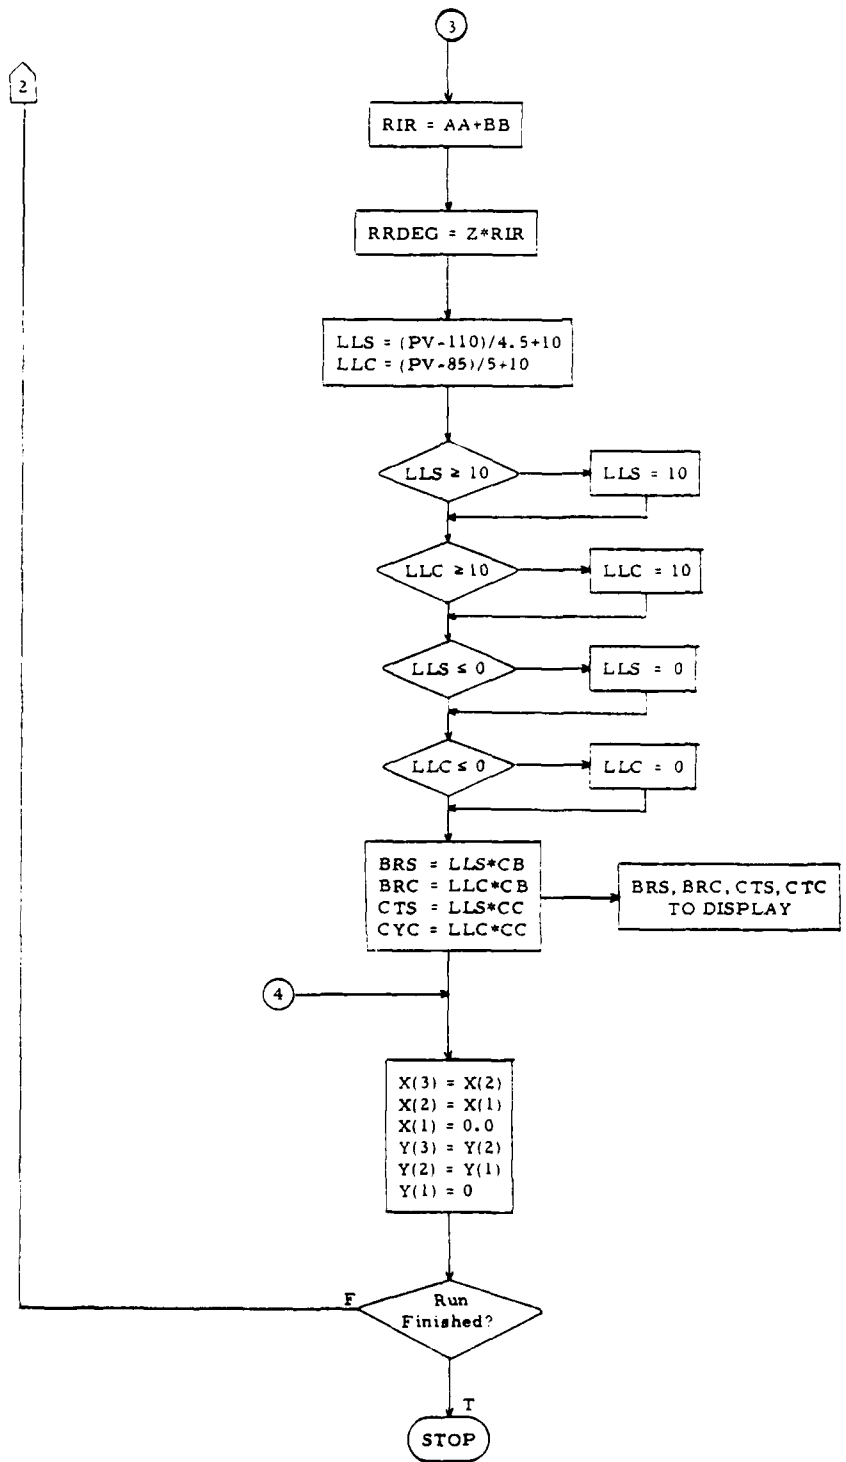 3
2
RIR = AA+BB
RRDEG = Z*RIR
LLS = (PV-110)/4.5+10
LLC = (PV-85)/5+10
LLS ≥ 10
LLS = 10
LLC ≥ 10
LLC = 10
LLS ≤ 0
LLS = 0
LLC ≤ 0
LLC = 0
BRS = LLS*CB
BRC = LLC*CB
CTS = LLS*CC
CYC = LLC*CC
BRS, BRC, CTS, CTC
TO DISPLAY
4
X(3) = X(2)
X(2) = X(1)
X(1) = 0.0
Y(3) = Y(2)
Y(2) = Y(1)
Y(1) = 0
F
Run
Finished?
T
STOP